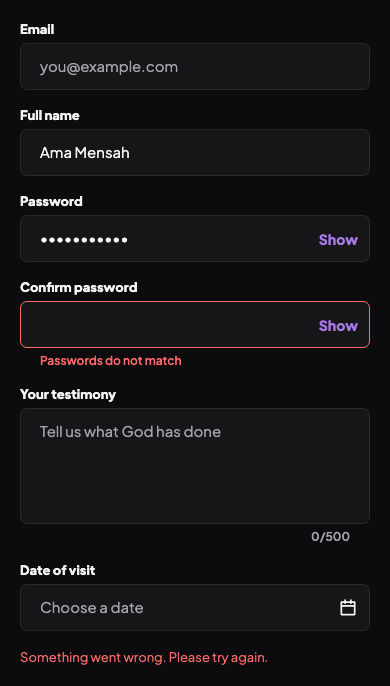 Email
you@example.com
Full name
Ama Mensah
Password
•••••••••••
Show
Confirm password
Show
Passwords do not match
Your testimony
Tell us what God has done
0/500
Date of visit
Choose a date
Something went wrong. Please try again.